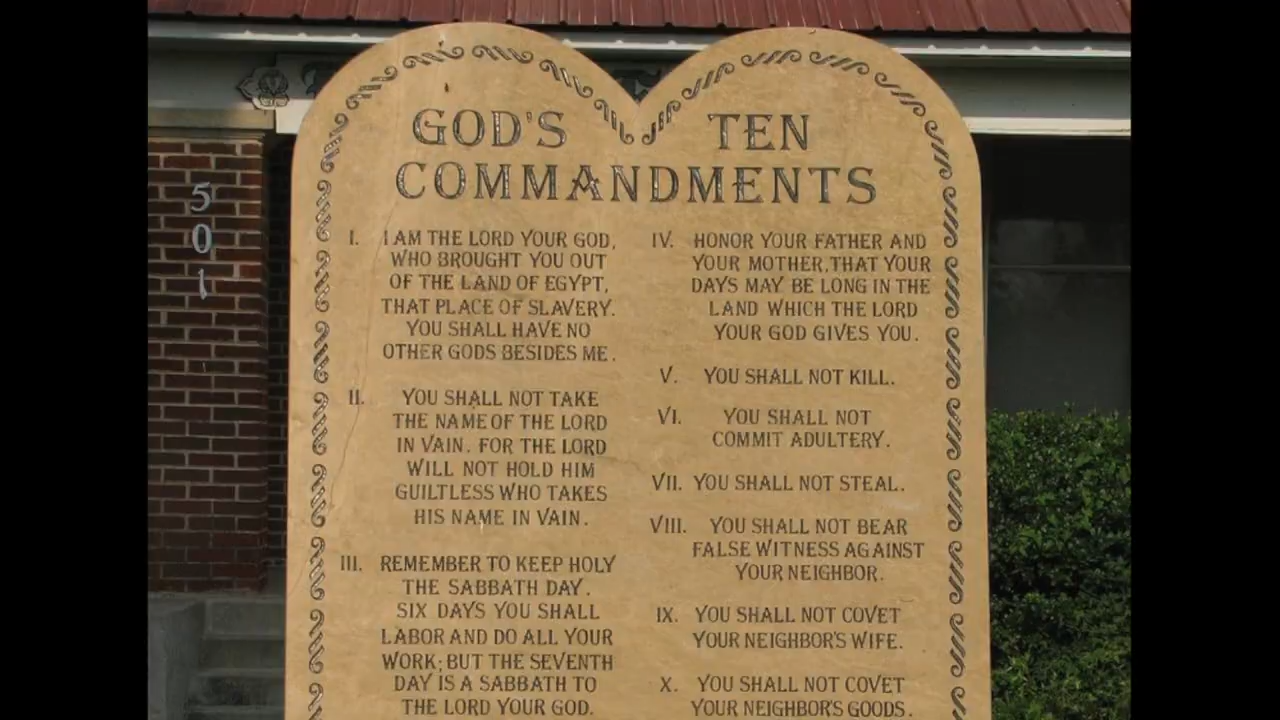 501
GOD'S TEN
COMMANDMENTS
I. I AM THE LORD YOUR GOD,
WHO BROUGHT YOU OUT
OF THE LAND OF EGYPT,
THAT PLACE OF SLAVERY.
YOU SHALL HAVE NO
OTHER GODS BESIDES ME.
II. YOU SHALL NOT TAKE
THE NAME OF THE LORD
IN VAIN. FOR THE LORD
WILL NOT HOLD HIM
GUILTLESS WHO TAKES
HIS NAME IN VAIN.
III. REMEMBER TO KEEP HOLY
THE SABBATH DAY.
SIX DAYS YOU SHALL
LABOR AND DO ALL YOUR
WORK; BUT THE SEVENTH
DAY IS A SABBATH TO
THE LORD YOUR GOD.
IV. HONOR YOUR FATHER AND
YOUR MOTHER, THAT YOUR
DAYS MAY BE LONG IN THE
LAND WHICH THE LORD
YOUR GOD GIVES YOU.
V. YOU SHALL NOT KILL.
VI. YOU SHALL NOT
COMMIT ADULTERY.
VII. YOU SHALL NOT STEAL.
VIII. YOU SHALL NOT BEAR
FALSE WITNESS AGAINST
YOUR NEIGHBOR.
IX. YOU SHALL NOT COVET
YOUR NEIGHBOR'S WIFE.
X. YOU SHALL NOT COVET
YOUR NEIGHBOR'S GOODS.